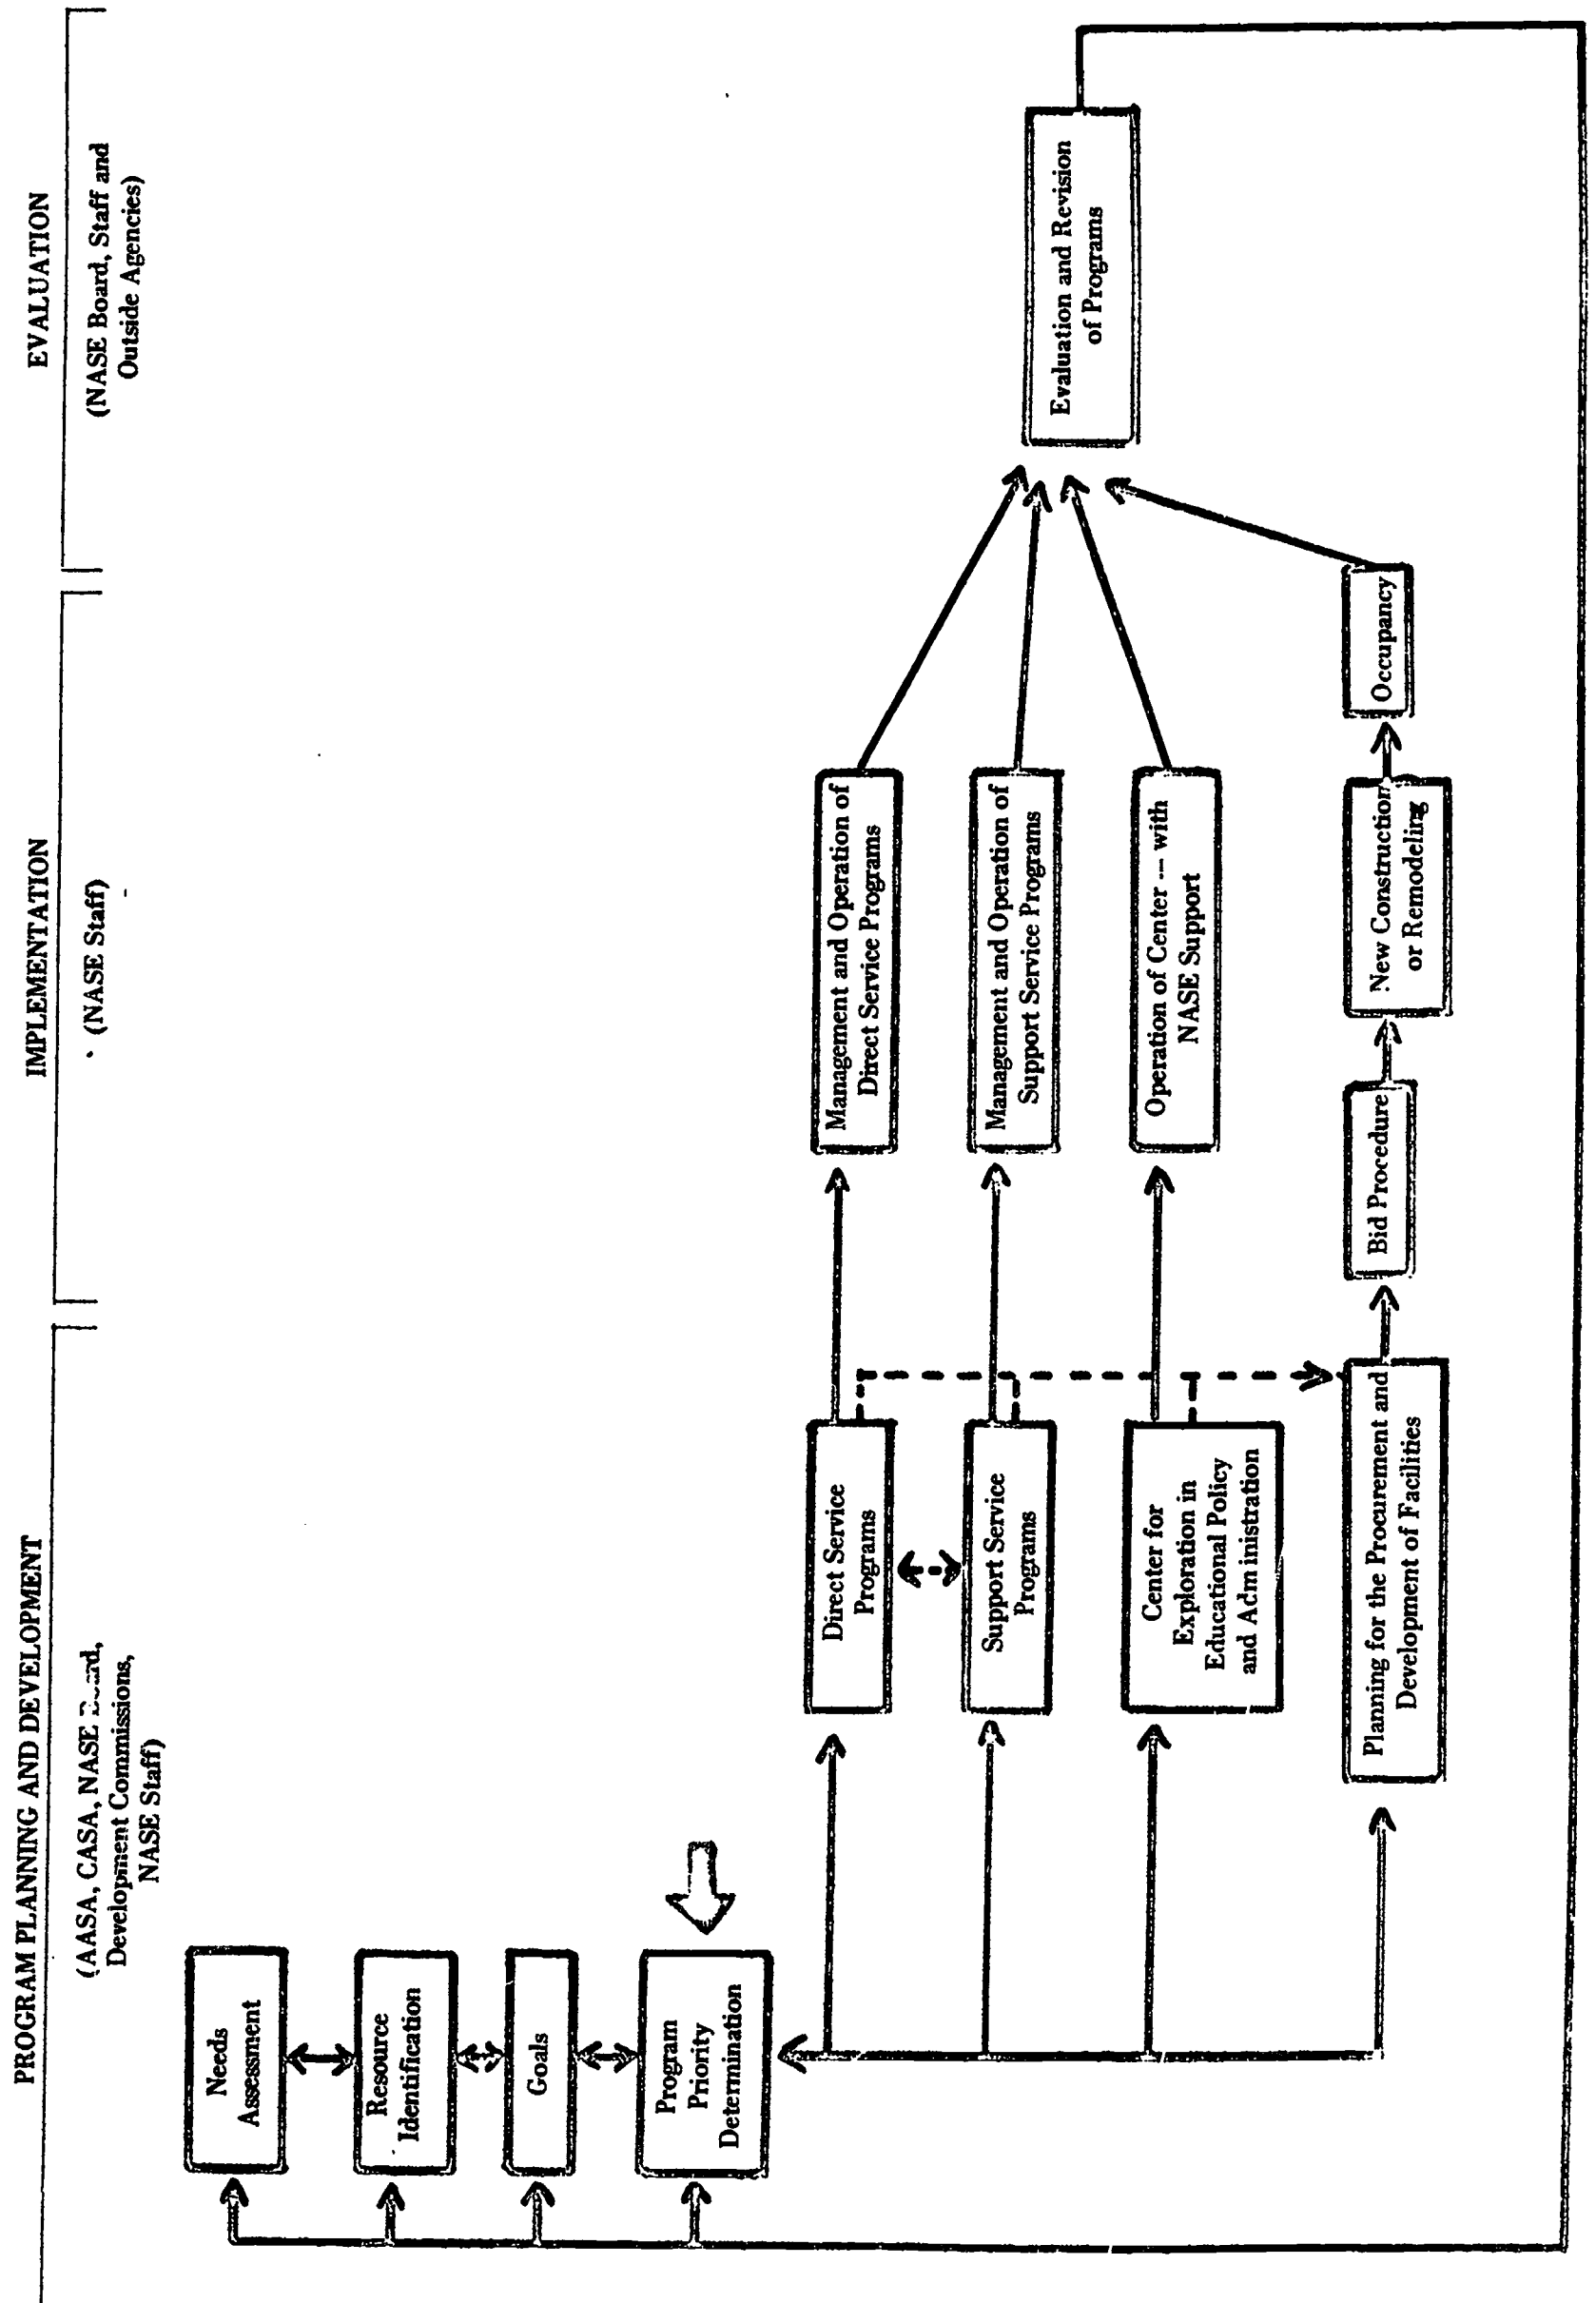 PROGRAM PLANNING AND DEVELOPMENT
(AASA, CASA, NASE Board,
Development Commissions,
NASE Staff)
IMPLEMENTATION
(NASE Staff)
EVALUATION
(NASE Board, Staff and
Outside Agencies)
Needs
Assessment
Resource
Identification
Goals
Program
Priority
Determination
Direct Service
Programs
Management and Operation of
Direct Service Programs
Support Service
Programs
Management and Operation of
Support Service Programs
Center for
Exploration in
Educational Policy
and Adm inistration
Operation of Center --- with
NASE Support
Planning for the Procurement and
Development of Facilities
Bid Procedure
New Construction
or Remodeling
Occupancy
Evaluation and Revision
of Programs